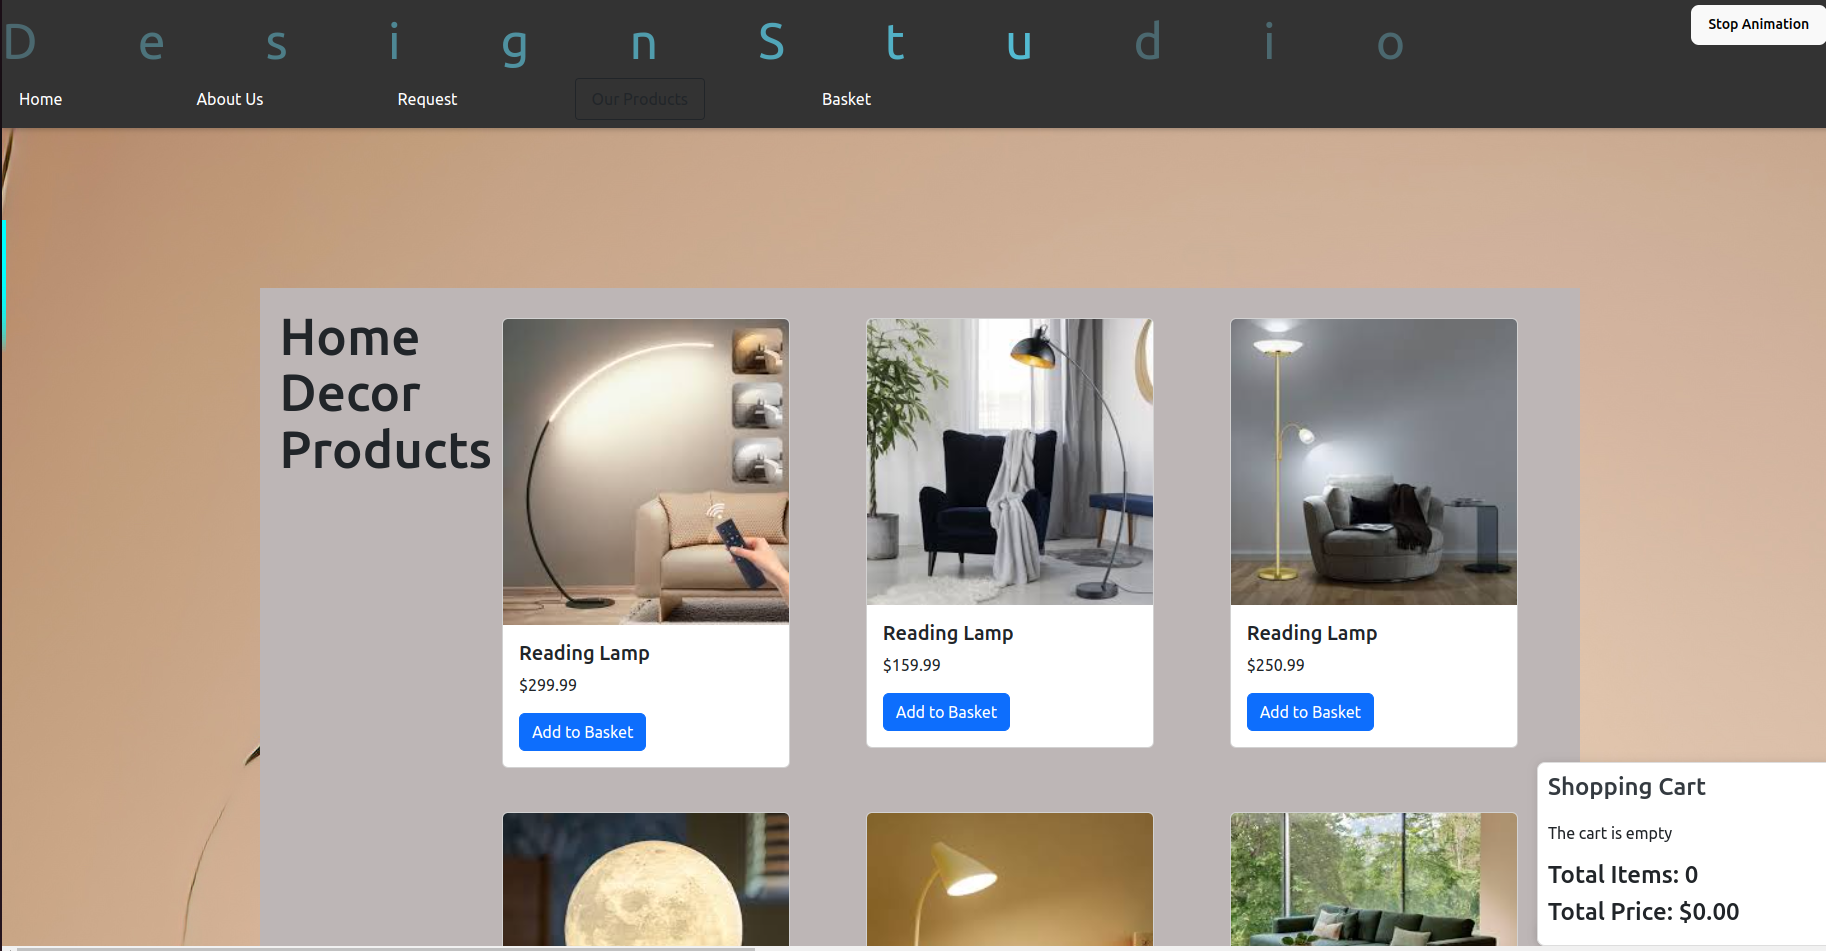 DesignStudio
Stop Animation
Home
About Us
Request
Our Products
Basket
Home
Decor
Products
Reading Lamp
$299.99
Add to Basket
Reading Lamp
$159.99
Add to Basket
Reading Lamp
$250.99
Add to Basket
Shopping Cart
The cart is empty
Total Items: 0
Total Price: $0.00